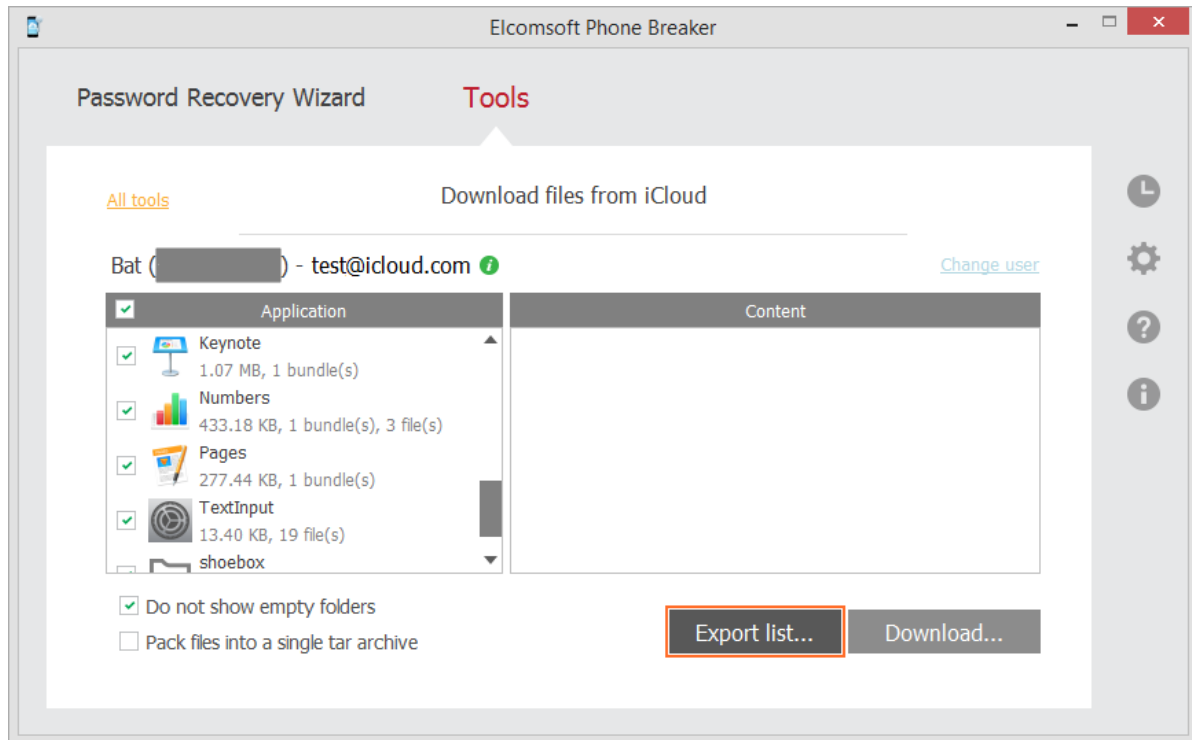 Elcomsoft Phone Breaker
Password Recovery Wizard
Tools
All tools
Download files from iCloud
Bat ( ) - test@icloud.com
Change user
Application
Content
Keynote
1.07 MB, 1 bundle(s)
Numbers
433.18 KB, 1 bundle(s), 3 file(s)
Pages
277.44 KB, 1 bundle(s)
TextInput
13.40 KB, 19 file(s)
shoebox
Do not show empty folders
Pack files into a single tar archive
Export list...
Download...